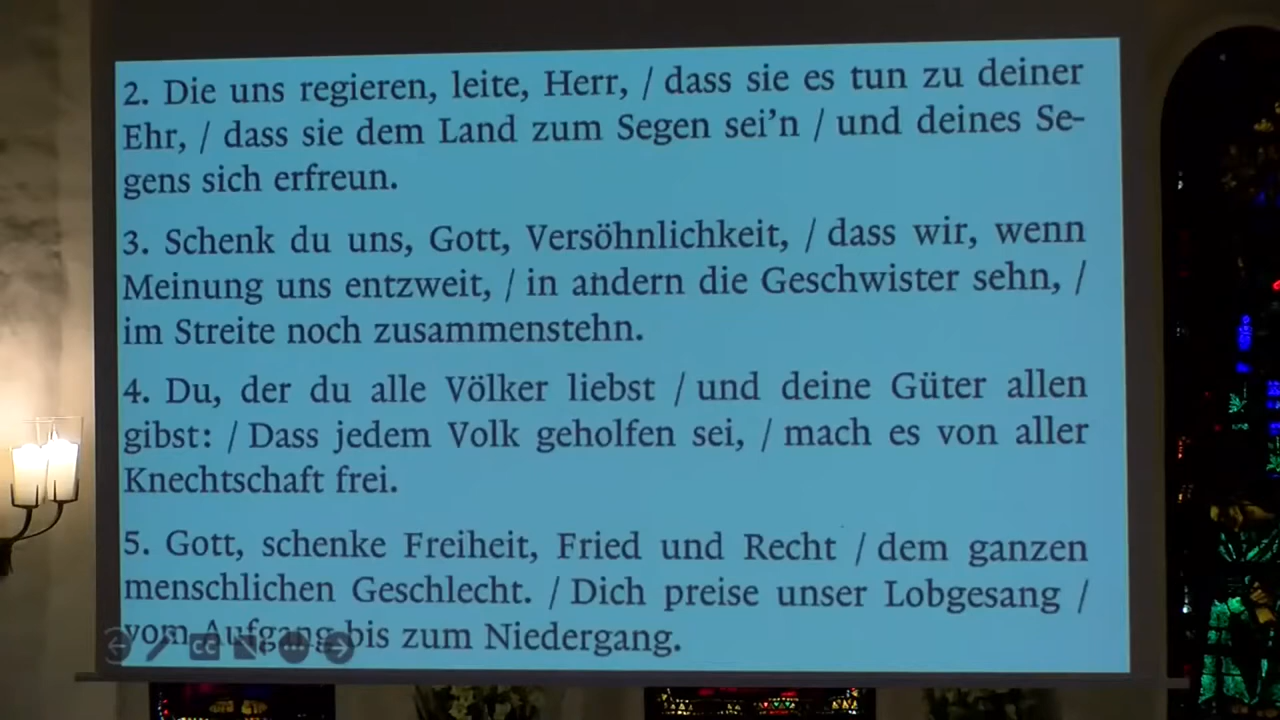 2. Die uns regieren, leite, Herr, / dass sie es tun zu deiner
Ehr, / dass sie dem Land zum Segen sei’n / und deines Se-
gens sich erfreun.
3. Schenk du uns, Gott, Versöhnlichkeit, / dass wir, wenn
Meinung uns entzweit, / in andern die Geschwister sehn, /
im Streite noch zusammenstehn.
4. Du, der du alle Völker liebst / und deine Güter allen
gibst: / Dass jedem Volk geholfen sei, / mach es von aller
Knechtschaft frei.
5. Gott, schenke Freiheit, Fried und Recht / dem ganzen
menschlichen Geschlecht. / Dich preise unser Lobgesang /
vom Aufgang bis zum Niedergang.
CC